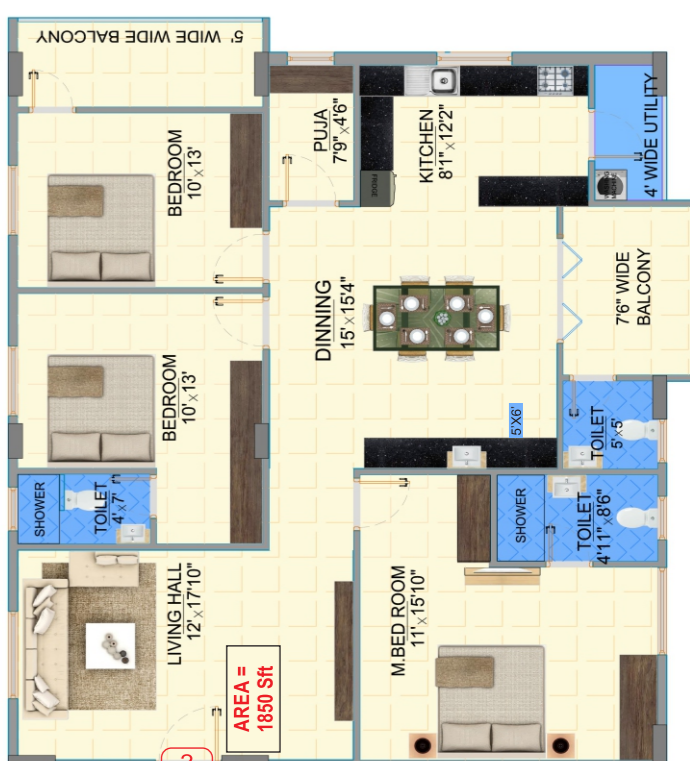 5' WIDE WIDE BALCONY
PUJA
7'9"x4'6"
KITCHEN
8'1"x12'2"
FRIDGE
4' WIDE UTILITY
BEDROOM
10'x13'
DINNING
15'x15'4"
7'6" WIDE
BALCONY
BEDROOM
10'x13'
5'X6'
TOILET
5'x5'
SHOWER
TOILET
4'x7'
SHOWER
TOILET
4'11"x8'6"
LIVING HALL
12'x17'10"
M.BED ROOM
11'x15'10"
AREA =
1850 Sft